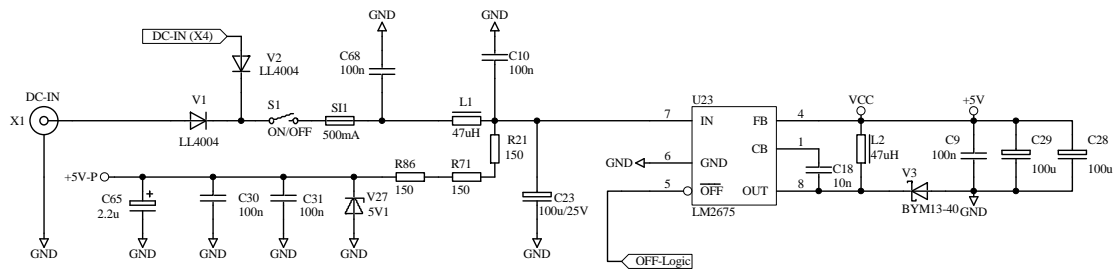 GND
GND
DC-IN (X4)
V2
LL4004
C68
100n
C10
100n
DC-IN
X1
V1
LL4004
S1
ON/OFF
SI1
500mA
L1
47uH
R21
150
U23
7
IN
FB
4
VCC
+5V
GND
6
GND
CB
1
5
OFF
OUT
8
LM2675
C18
10n
L2
47uH
C9
100n
C29
100u
C28
100u
V3
BYM13-40
GND
+5V-P
R86
150
R71
150
C65
2.2u
+
C30
100n
C31
100n
V27
5V1
C23
100u/25V
GND
GND
GND
GND
GND
GND
OFF-Logic